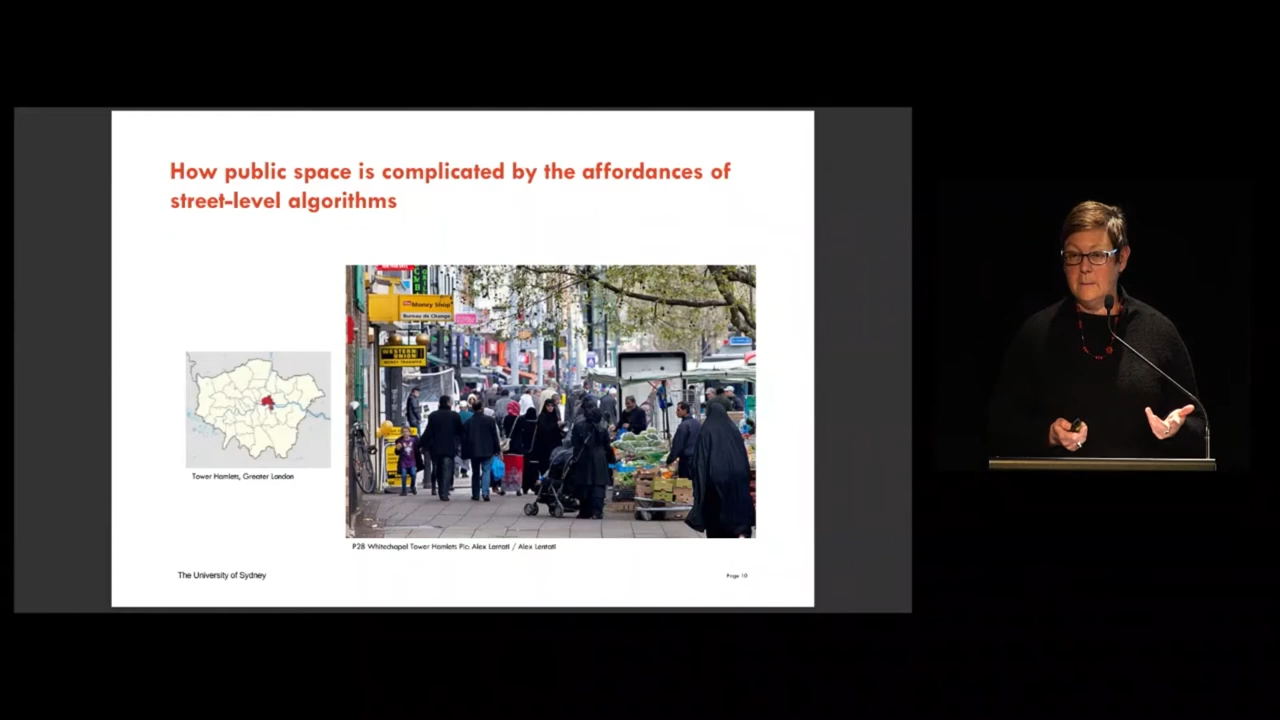 How public space is complicated by the affordances of
street-level algorithms
Money Shop
Bureau de Change
WESTERN
UNION
MONEY TRANSFER
Tower Hamlets, Greater London
P28 Whitechapel Tower Hamlets Pic: Alex Lentati / Alex Lentati
The University of Sydney
Page 10